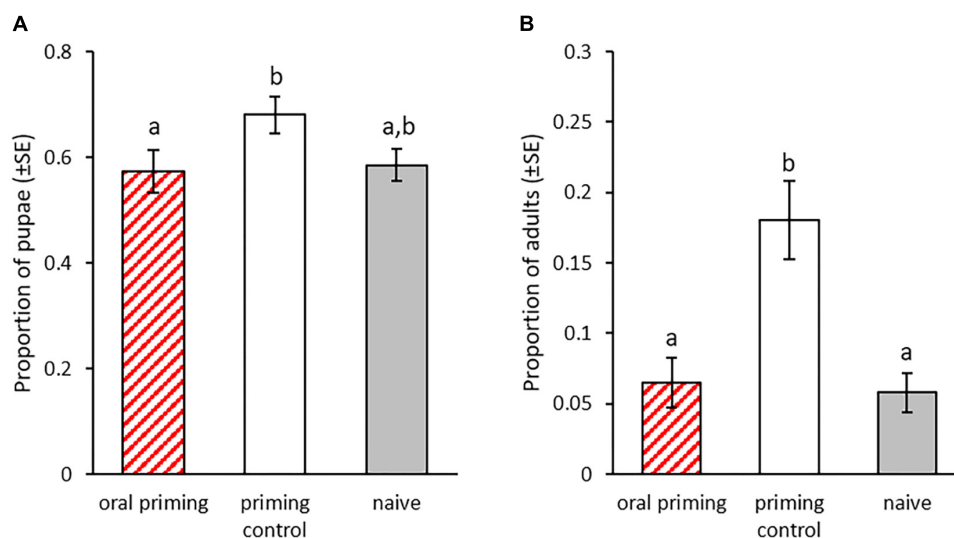 A
Proportion of pupae (±SE)
0.8
0.6
0.4
0.2
0
a
b
a,b
oral priming
priming
control
naive
B
Proportion of adults (±SE)
0.3
0.25
0.2
0.15
0.1
0.05
0
a
b
a
oral priming
priming
control
naive